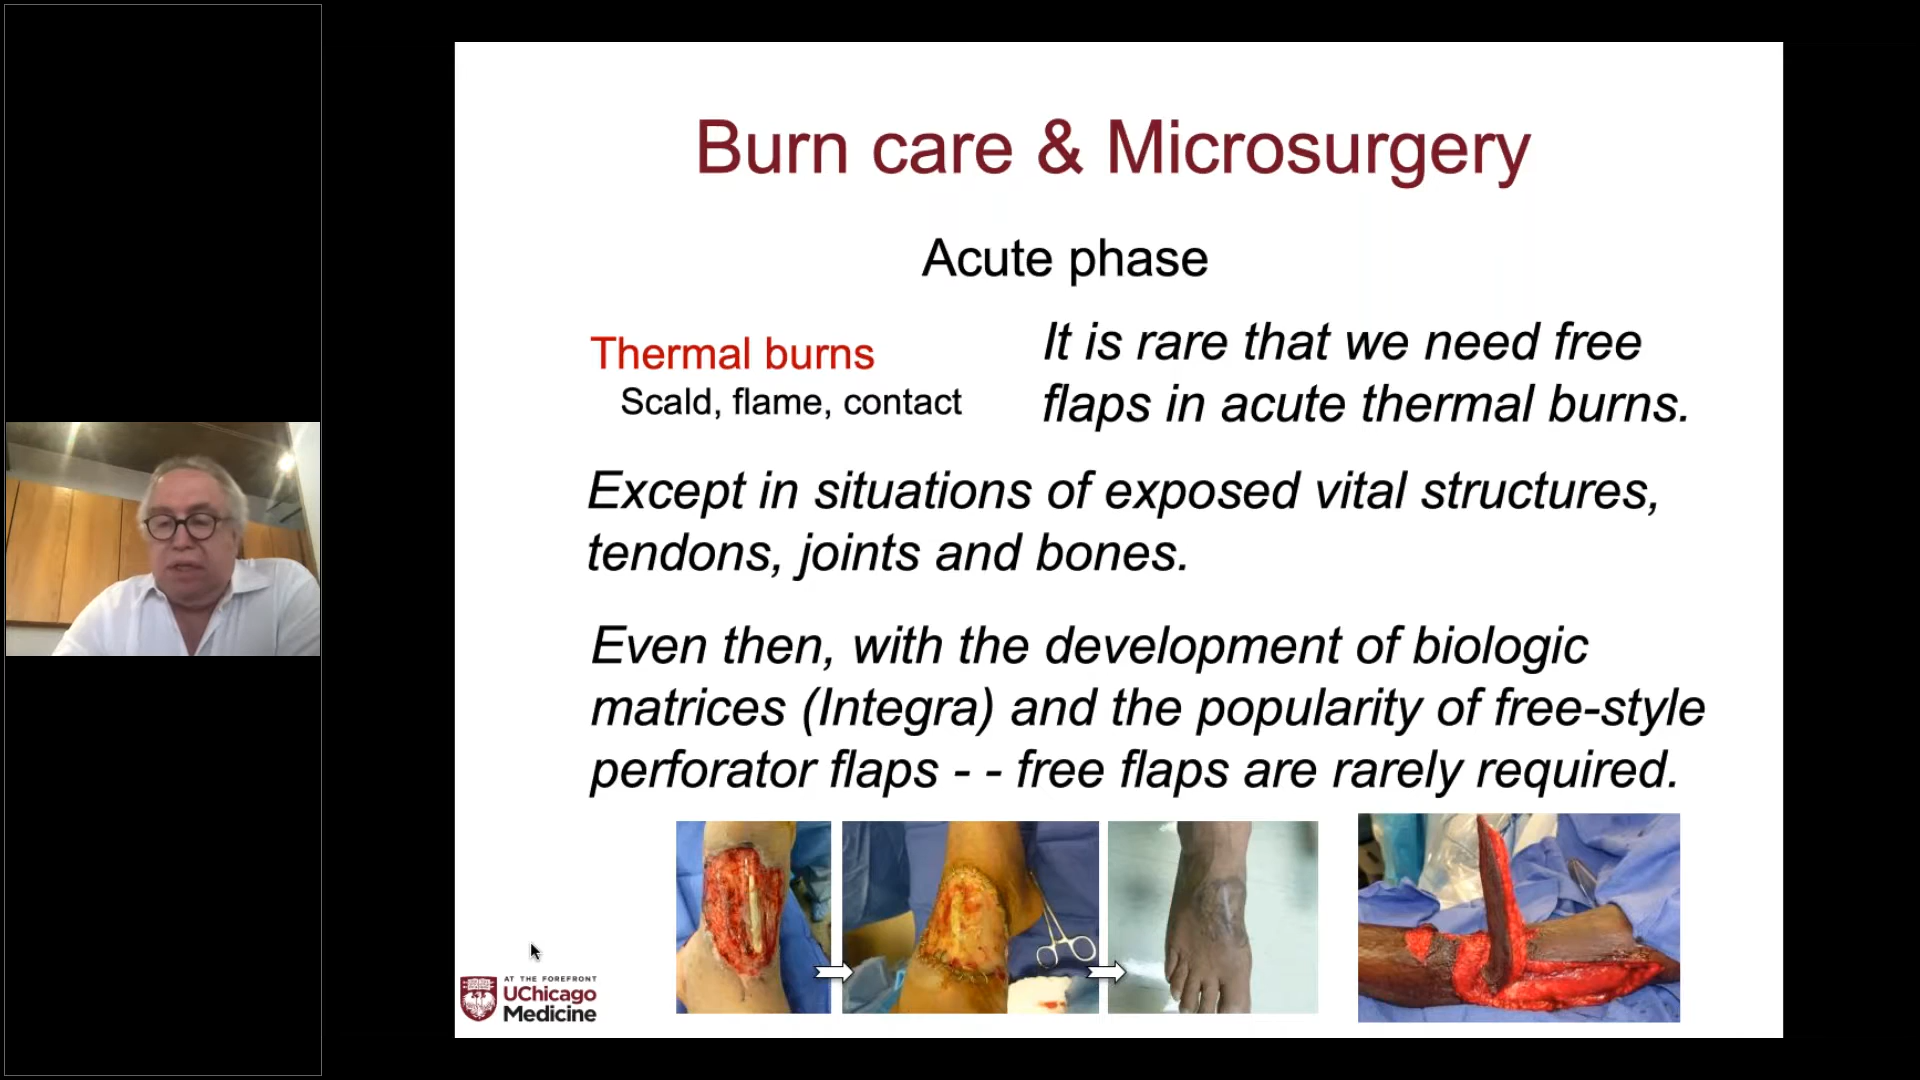 Burn care & Microsurgery
Acute phase
Thermal burns
Scald, flame, contact
It is rare that we need free
flaps in acute thermal burns.
Except in situations of exposed vital structures,
tendons, joints and bones.
Even then, with the development of biologic
matrices (Integra) and the popularity of free-style
perforator flaps - - free flaps are rarely required.
AT THE FOREFRONT
UChicago
Medicine